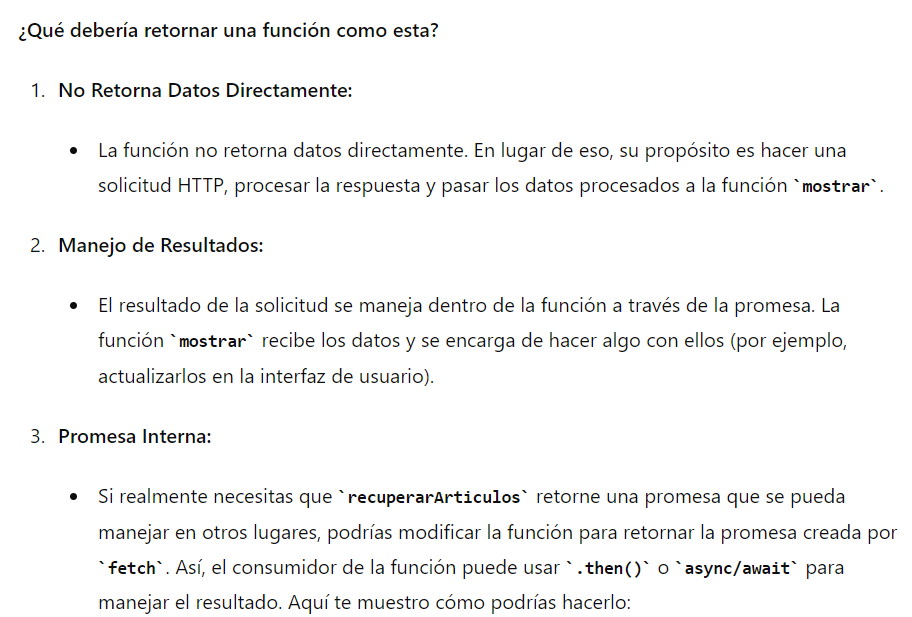 ¿Qué debería retornar una función como esta?
1. No Retorna Datos Directamente:
• La función no retorna datos directamente. En lugar de eso, su propósito es hacer una
solicitud HTTP, procesar la respuesta y pasar los datos procesados a la función `mostrar`.
2. Manejo de Resultados:
• El resultado de la solicitud se maneja dentro de la función a través de la promesa. La
función `mostrar` recibe los datos y se encarga de hacer algo con ellos (por ejemplo,
actualizarlos en la interfaz de usuario).
3. Promesa Interna:
• Si realmente necesitas que `recuperarArticulos` retorne una promesa que se pueda
manejar en otros lugares, podrías modificar la función para retornar la promesa creada por
`fetch`. Así, el consumidor de la función puede usar `.then()` o `async/await` para
manejar el resultado. Aquí te muestro cómo podrías hacerlo: